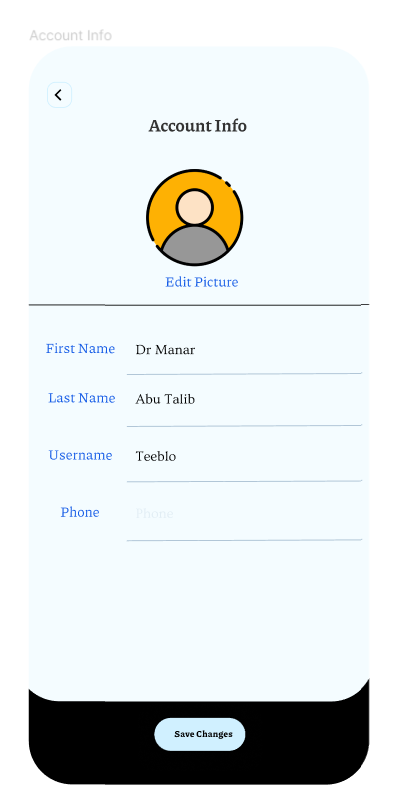 Account Info
Account Info
Edit Picture
First Name Dr Manar
Last Name Abu Talib
Username Teeblo
Phone Phone
Save Changes